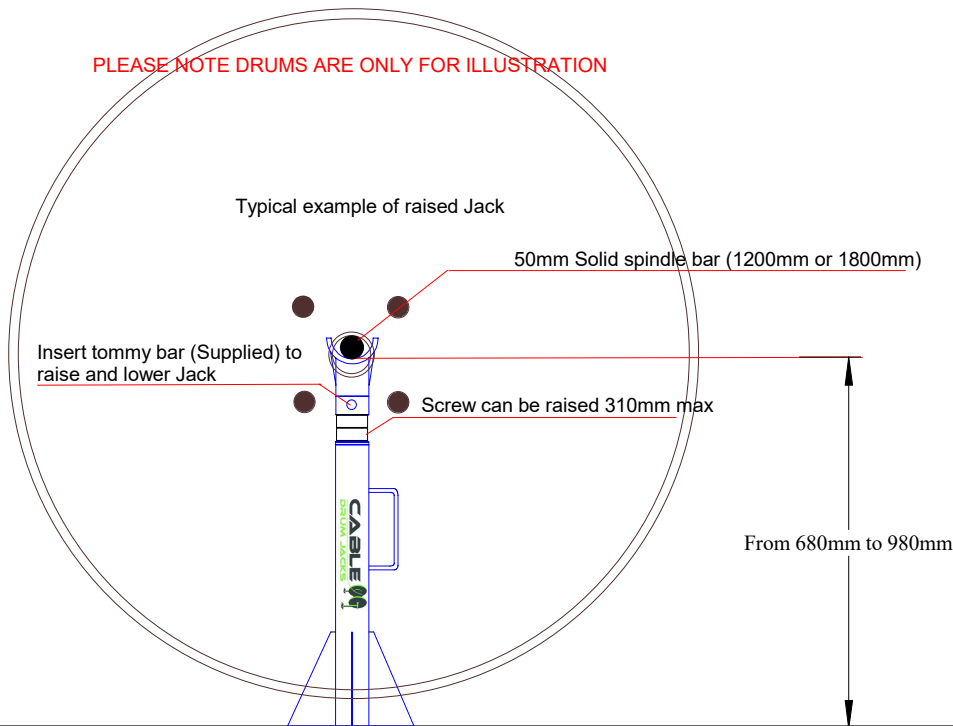 PLEASE NOTE DRUMS ARE ONLY FOR ILLUSTRATION
Typical example of raised Jack
50mm Solid spindle bar (1200mm or 1800mm)
Insert tommy bar (Supplied) to
raise and lower Jack
Screw can be raised 310mm max
CABLE
DRUM JACKS
From 680mm to 980mm